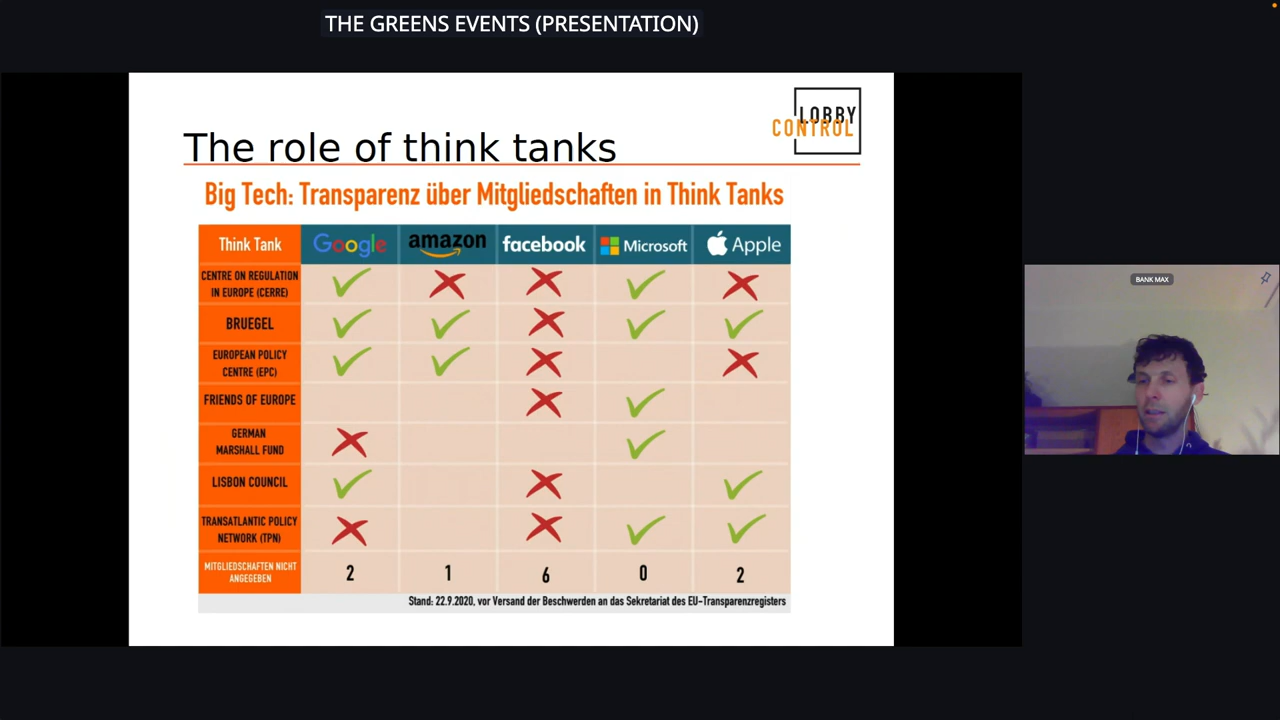 THE GREENS EVENTS (PRESENTATION)
LOBBY
CONTROL
The role of think tanks
Big Tech: Transparenz über Mitgliedschaften in Think Tanks
Think Tank Google amazon facebook Microsoft Apple
CENTRE ON REGULATION
IN EUROPE (CERRE)
BRUEGEL
EUROPEAN POLICY
CENTRE (EPC)
FRIENDS OF EUROPE
GERMAN
MARSHALL FUND
LISBON COUNCIL
TRANSATLANTIC POLICY
NETWORK (TPN)
MITGLIEDSCHAFTEN NICHT
ANGEGEBEN
2 1 6 0 2
Stand: 22.9.2020, vor Versand der Beschwerden an das Sekretariat des EU-Transparenzregisters
BANK MAX